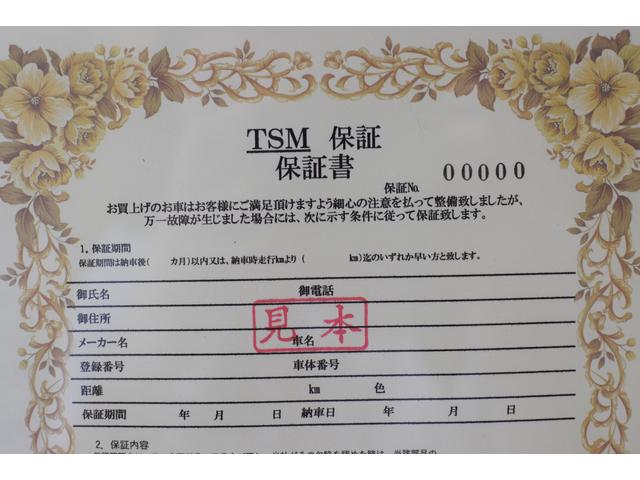 TSM 保証
保証書
保証No. 00000
お買上げのお車はお客様にご満足頂けますよう細心の注意を払って整備致しましたが、
万一故障が生じました場合には、次に示す条件に従って保証致します。
1. 保証期間
保証期間は納車後( カ月)以内又は、納車時走行kmより( km)迄のいずれか早い方と致します。
御氏名 御電話
御住所
見本
メーカー名 車名
登録番号 車体番号
距離 km 色
保証期間 年 月 日 納車日 年 月 日
2. 保証内容